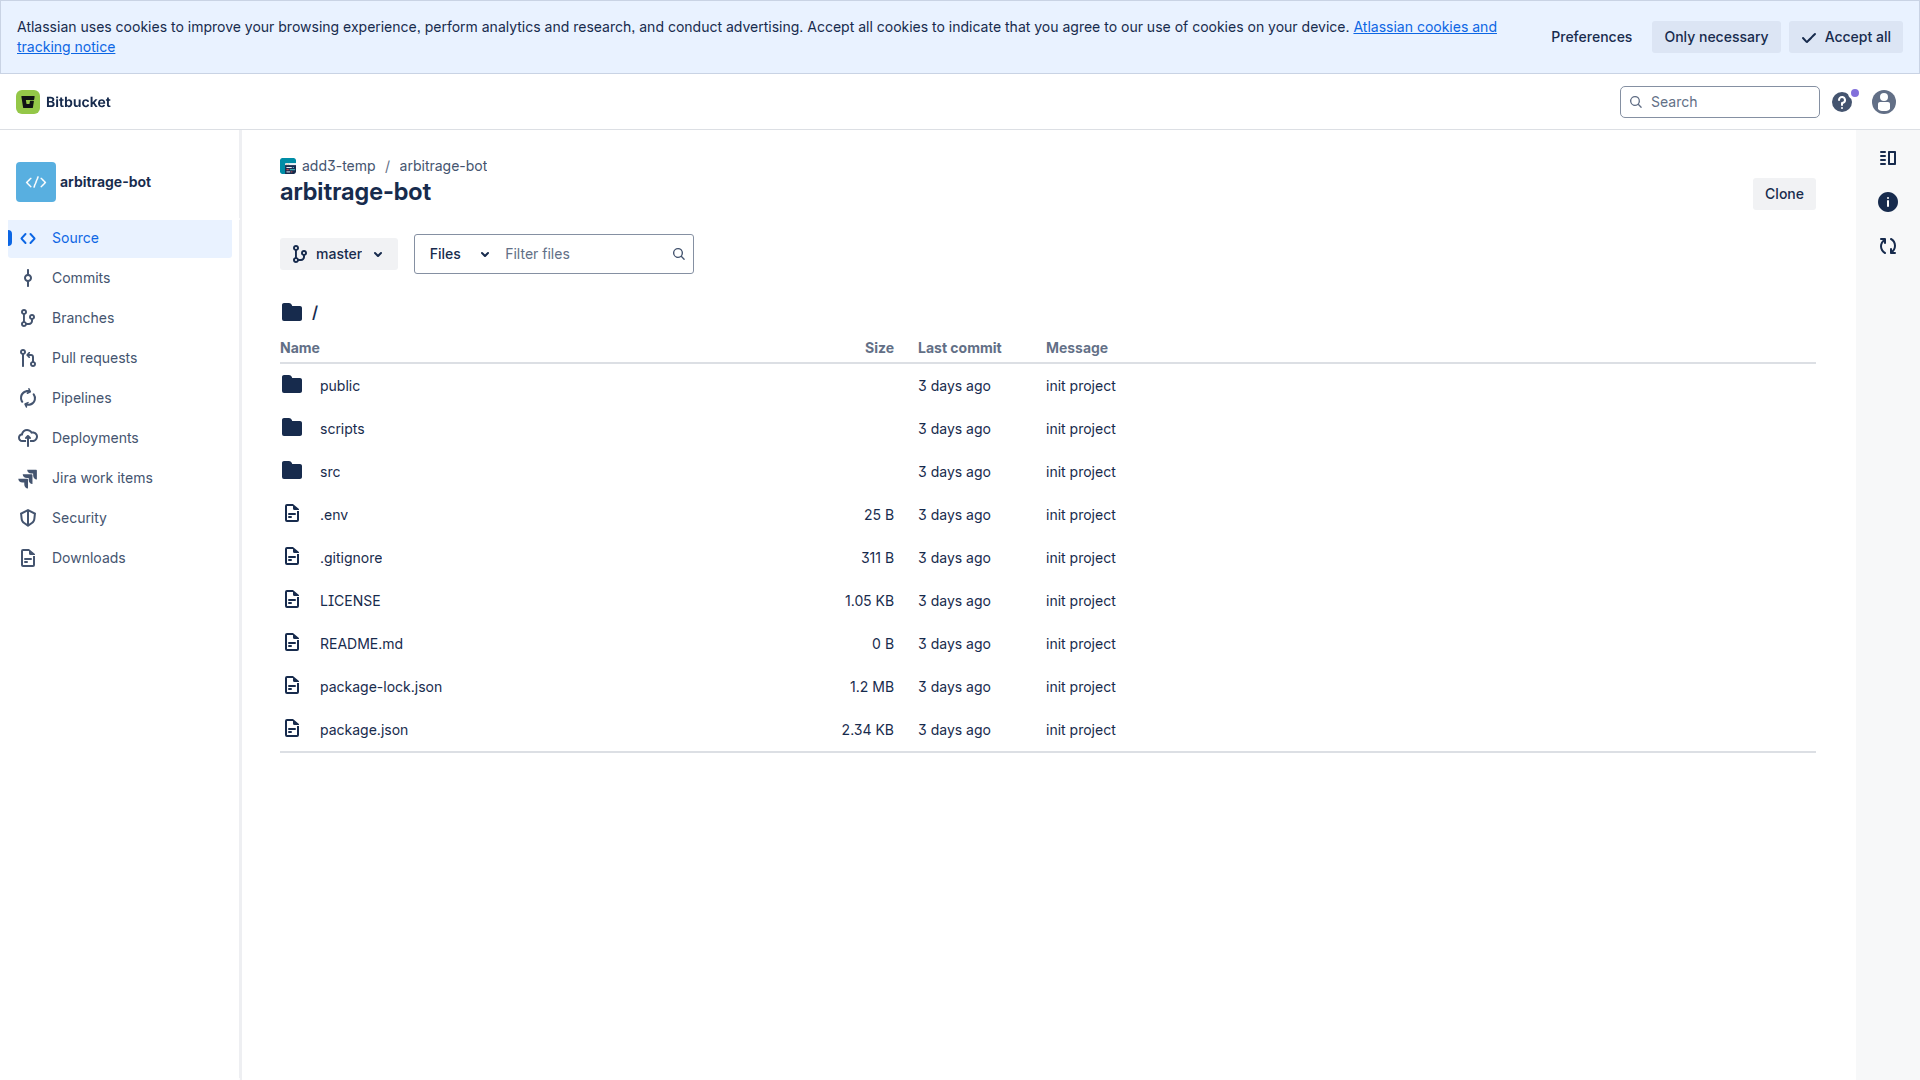 Atlassian uses cookies to improve your browsing experience, perform analytics and research, and conduct advertising. Accept all cookies to indicate that you agree to our use of cookies on your device. Atlassian cookies and
tracking notice
Preferences
Only necessary
Accept all
Bitbucket
Search
arbitrage-bot
Source
Commits
Branches
Pull requests
Pipelines
Deployments
Jira work items
Security
Downloads
add3-temp / arbitrage-bot
arbitrage-bot
Clone
master
Files
Filter files
/
Name Size Last commit Message
public 3 days ago init project
scripts 3 days ago init project
src 3 days ago init project
.env 25 B 3 days ago init project
.gitignore 311 B 3 days ago init project
LICENSE 1.05 KB 3 days ago init project
README.md 0 B 3 days ago init project
package-lock.json 1.2 MB 3 days ago init project
package.json 2.34 KB 3 days ago init project